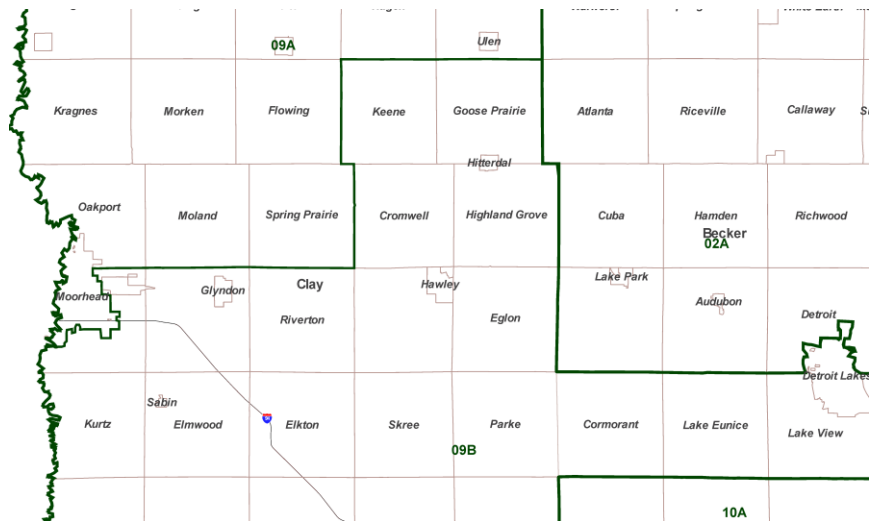 09A
Ulen
Kragnes
Morken
Flowing
Keene
Goose Prairie
Atlanta
Riceville
Callaway
Hitterdal
Oakport
Moland
Spring Prairie
Cromwell
Highland Grove
Cuba
Hamden
Richwood
Becker
02A
Moorhead
Glyndon
Clay
Hawley
Lake Park
Audubon
Riverton
Eglon
Detroit
Detroit Lakes
Sabin
Kurtz
Elmwood
Elkton
Skree
Parke
Cormorant
Lake Eunice
Lake View
09B
10A